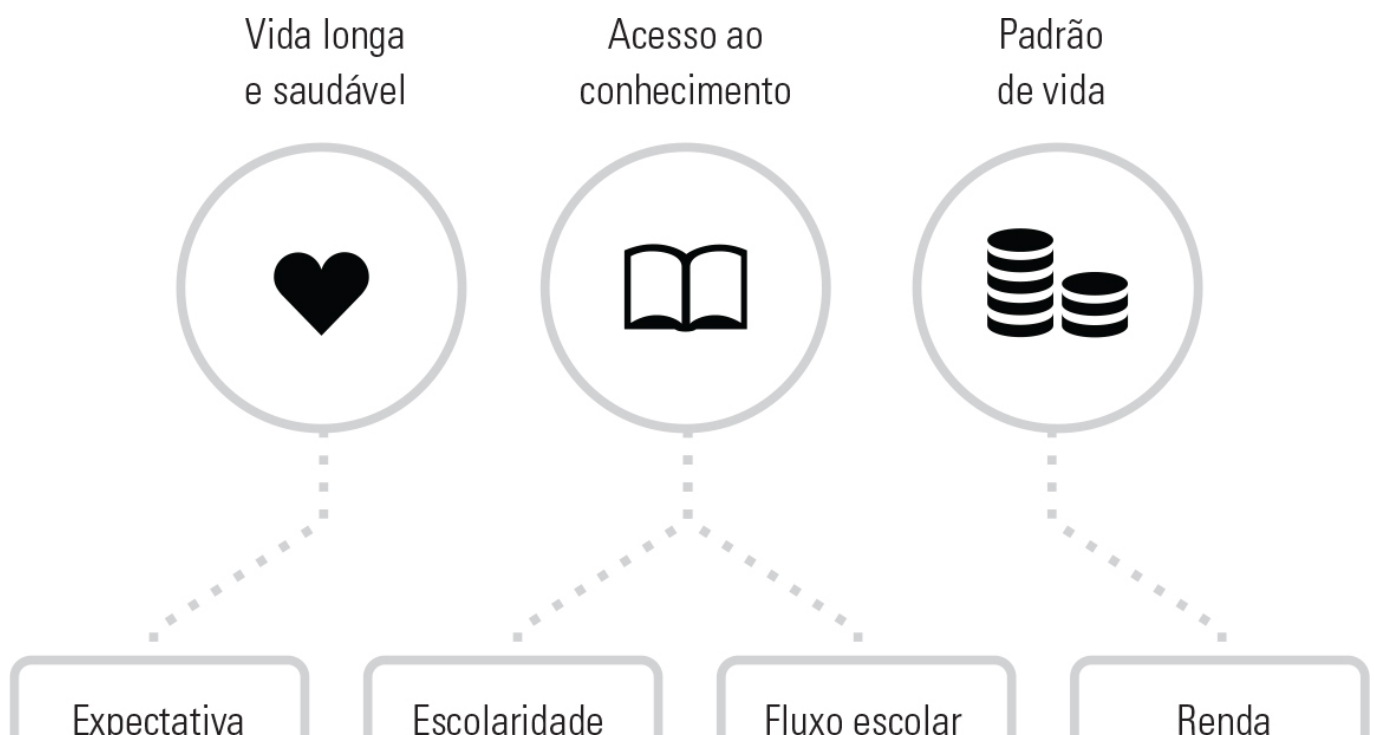 Vida longa
e saudável
Acesso ao
conhecimento
Padrão
de vida
Expectativa
Escolaridade
Fluxo escolar
Renda